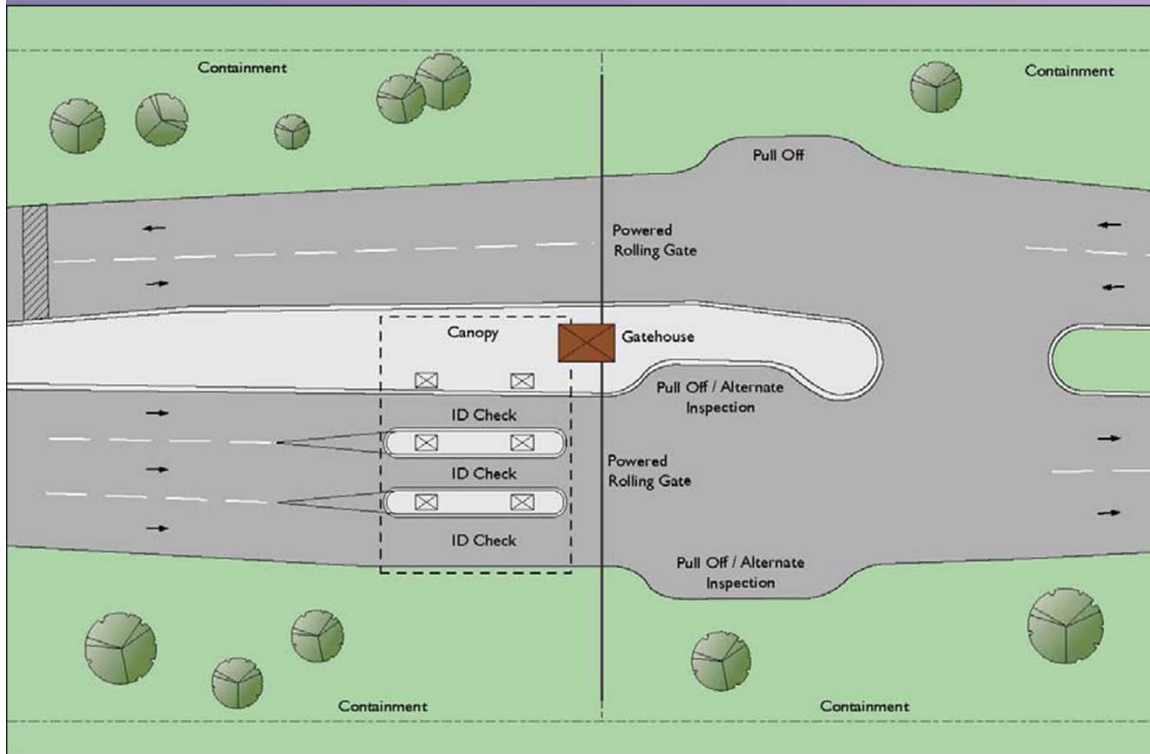 Containment
Containment
Pull Off
Powered
Rolling Gate
Canopy
Gatehouse
Pull Off / Alternate
Inspection
ID Check
ID Check
Powered
Rolling Gate
ID Check
Pull Off / Alternate
Inspection
Containment
Containment